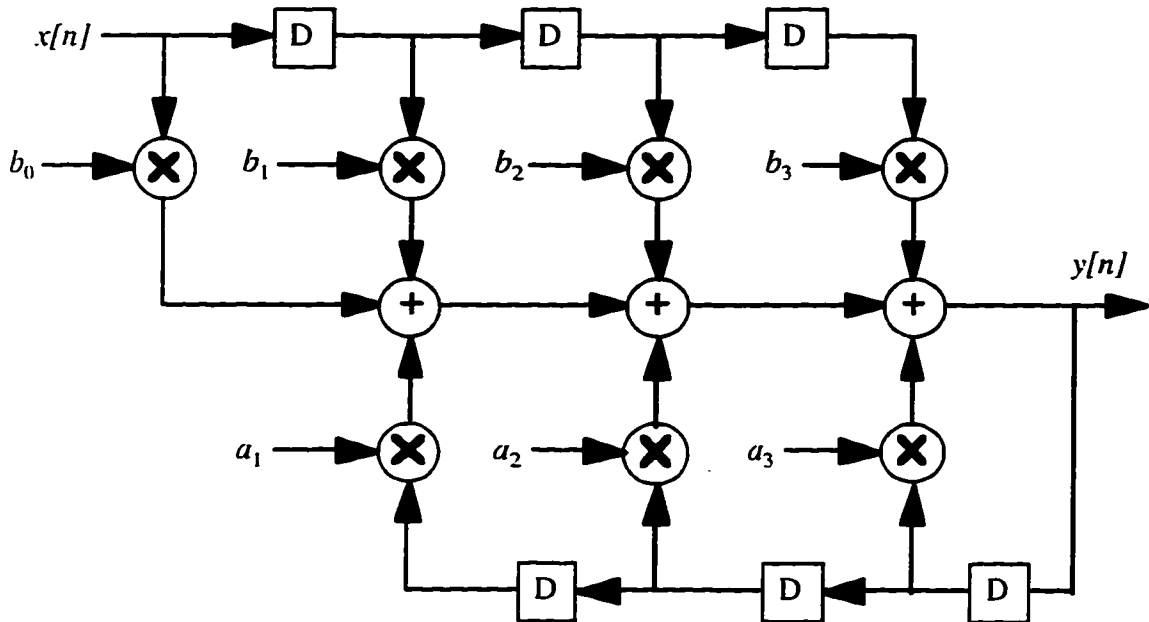 x[n] D D D
b₀ b₁ b₂ b₃
+ + + y[n]
a₁ a₂ a₃
D D D